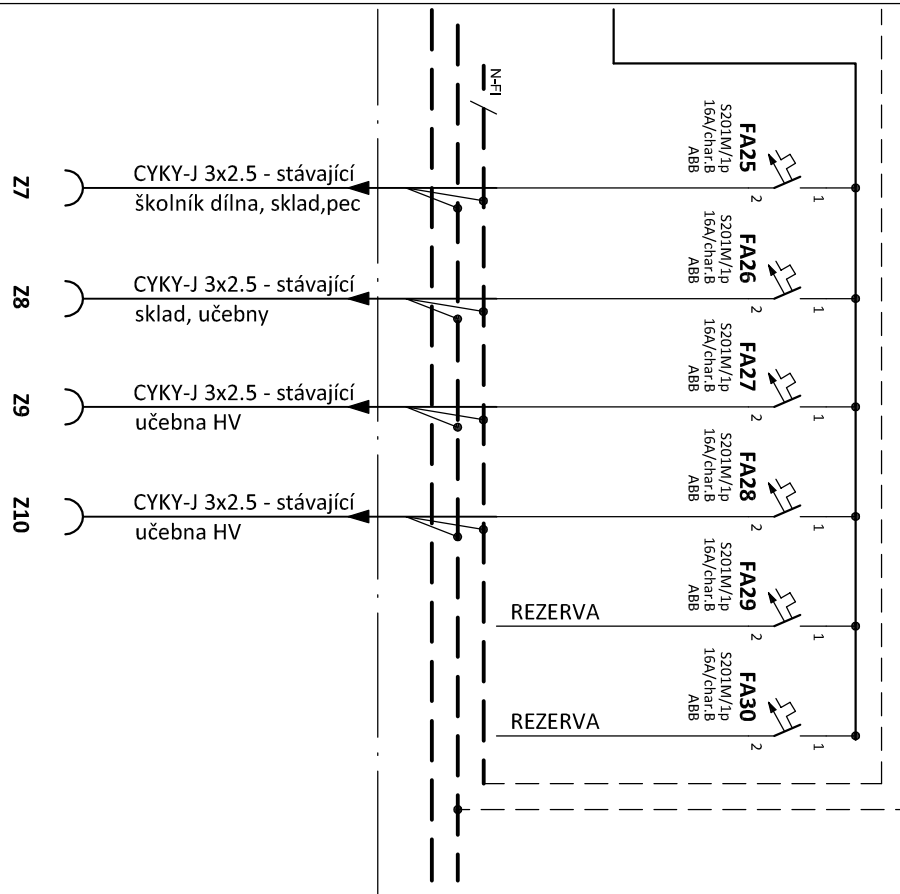 N-FI
FA25
S201M/1p
16A/char.B
ABB
2
1
Z7
CYKY-J 3x2.5 - stávající
školník dílna, sklad,pec
FA26
S201M/1p
16A/char.B
ABB
2
1
Z8
CYKY-J 3x2.5 - stávající
sklad, učebny
FA27
S201M/1p
16A/char.B
ABB
2
1
Z9
CYKY-J 3x2.5 - stávající
učebna HV
FA28
S201M/1p
16A/char.B
ABB
2
1
Z10
CYKY-J 3x2.5 - stávající
učebna HV
FA29
S201M/1p
16A/char.B
ABB
2
1
REZERVA
FA30
S201M/1p
16A/char.B
ABB
2
1
REZERVA